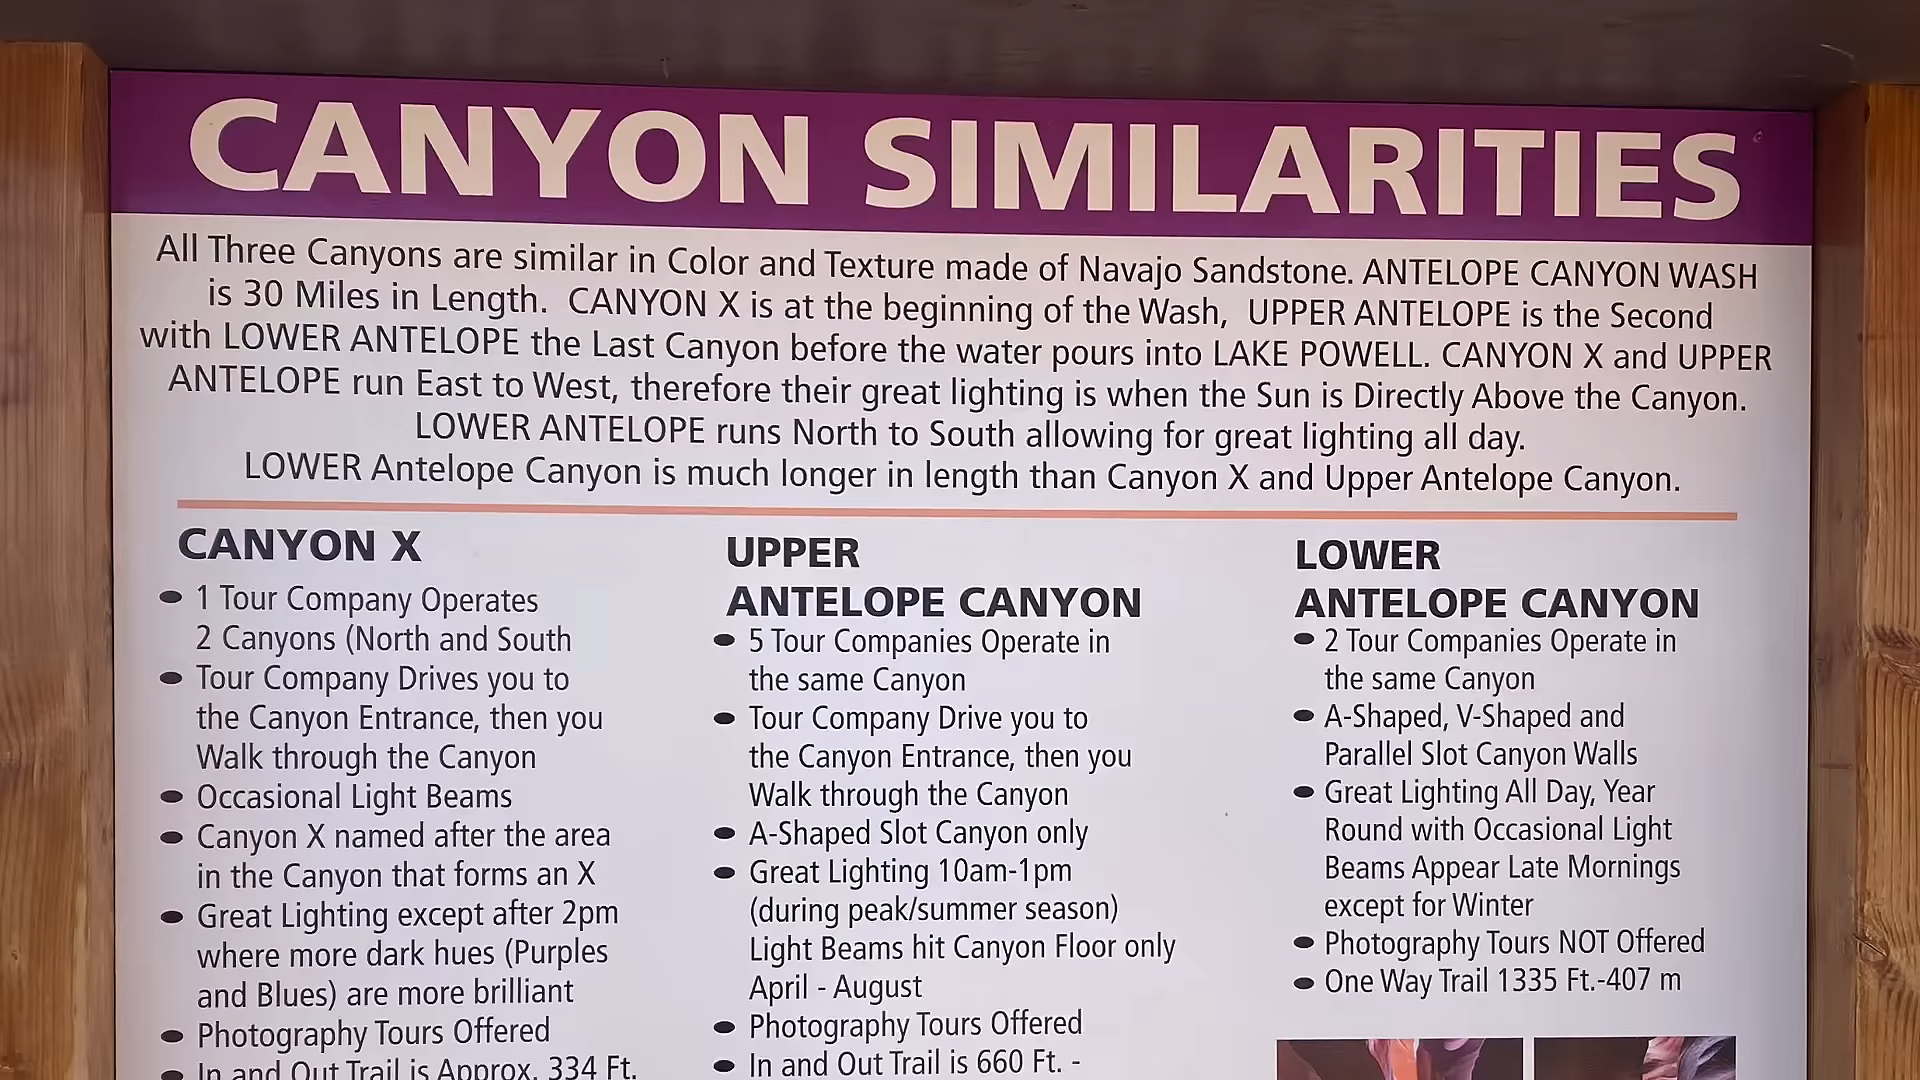 CANYON SIMILARITIES
All Three Canyons are similar in Color and Texture made of Navajo Sandstone. ANTELOPE CANYON WASH
is 30 Miles in Length. CANYON X is at the beginning of the Wash, UPPER ANTELOPE is the Second
with LOWER ANTELOPE the Last Canyon before the water pours into LAKE POWELL. CANYON X and UPPER
ANTELOPE run East to West, therefore their great lighting is when the Sun is Directly Above the Canyon.
LOWER ANTELOPE runs North to South allowing for great lighting all day.
LOWER Antelope Canyon is much longer in length than Canyon X and Upper Antelope Canyon.
CANYON X
• 1 Tour Company Operates
2 Canyons (North and South
• Tour Company Drives you to
the Canyon Entrance, then you
Walk through the Canyon
• Occasional Light Beams
• Canyon X named after the area
in the Canyon that forms an X
• Great Lighting except after 2pm
where more dark hues (Purples
and Blues) are more brilliant
• Photography Tours Offered
• In and Out Trail is Approx. 334 Ft.
UPPER
ANTELOPE CANYON
• 5 Tour Companies Operate in
the same Canyon
• Tour Company Drive you to
the Canyon Entrance, then you
Walk through the Canyon
• A-Shaped Slot Canyon only
• Great Lighting 10am-1pm
(during peak/summer season)
Light Beams hit Canyon Floor only
April - August
• Photography Tours Offered
• In and Out Trail is 660 Ft. -
LOWER
ANTELOPE CANYON
• 2 Tour Companies Operate in
the same Canyon
• A-Shaped, V-Shaped and
Parallel Slot Canyon Walls
• Great Lighting All Day, Year
Round with Occasional Light
Beams Appear Late Mornings
except for Winter
• Photography Tours NOT Offered
• One Way Trail 1335 Ft.-407 m